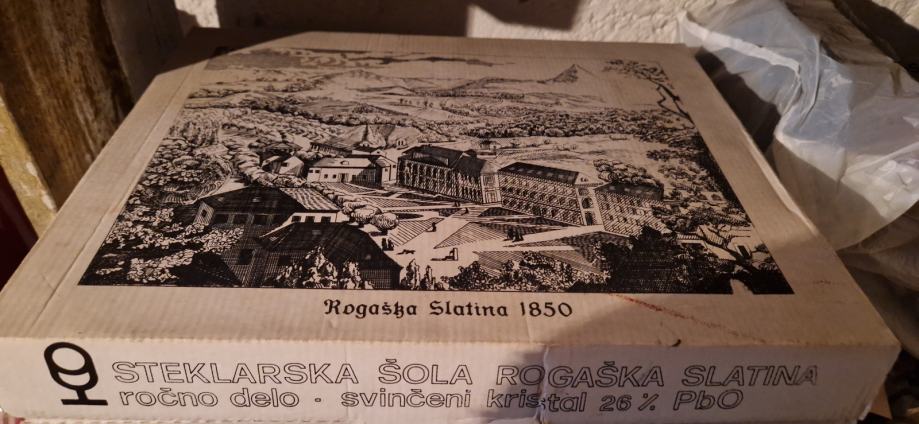 Rogaška Slatina 1850
STEKLARSKA ŠOLA ROGAŠKA SLATINA
ročno delo · svinčeni kristal 26 % PbO